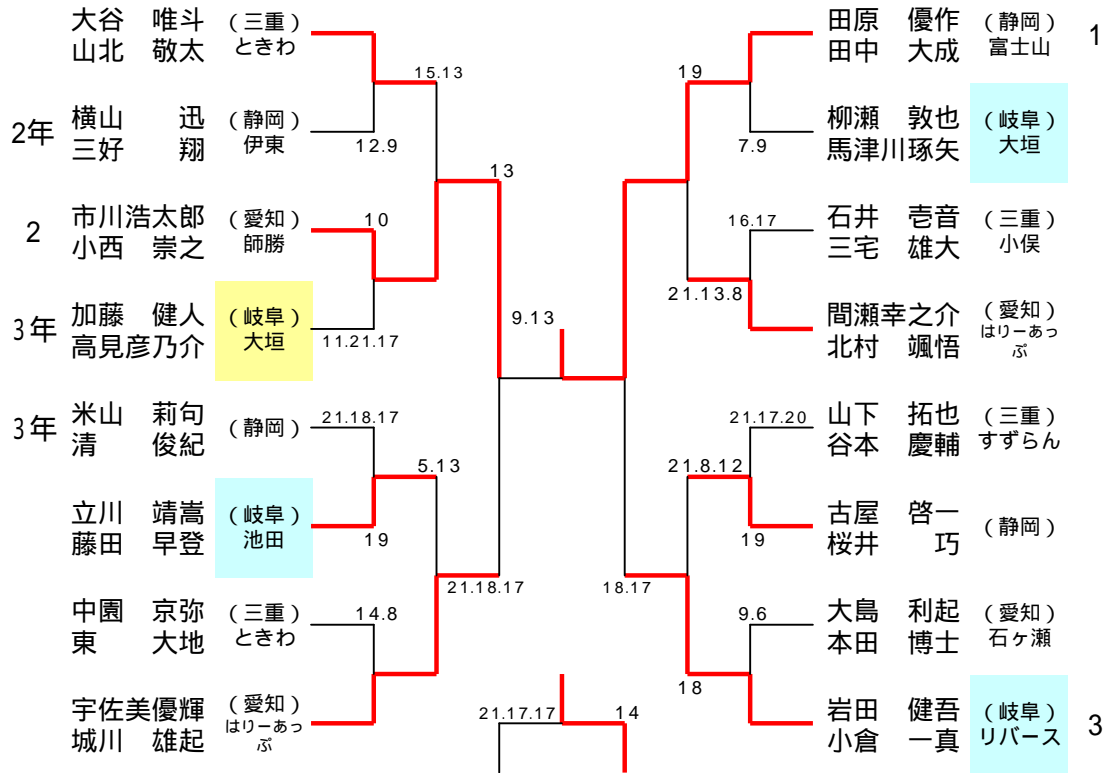 大谷 唯斗
山北 敬太
(三重)
ときわ
15.13
2年
横山 迅
三好 翔
(静岡)
伊東
12.9
13
2
市川浩太郎
小西 崇之
(愛知)
師勝
10
3年
加藤 健人
高見彦乃介
(岐阜)
大垣
11.21.17
9.13
3年
米山 莉句
清 俊紀
(静岡)
21.18.17
5.13
立川 靖嵩
藤田 早登
(岐阜)
池田
19
21.18.17
中園 京弥
東 大地
(三重)
ときわ
14.8
宇佐美優輝
城川 雄起
(愛知)
はりーあっ
ぷ
21.17.17
14
田原 優作
田中 大成
(静岡)
富士山
1
19
柳瀬 敦也
馬津川琢矢
(岐阜)
大垣
7.9
石井 壱音
三宅 雄大
(三重)
小俣
16.17
21.13.8
間瀬幸之介
北村 颯悟
(愛知)
はりーあっ
ぷ
山下 拓也
谷本 慶輔
(三重)
すずらん
21.17.20
21.8.12
古屋 啓一
桜井 巧
(静岡)
19
18.17
大島 利起
本田 博士
(愛知)
石ヶ瀬
9.6
18
岩田 健吾
小倉 一真
(岐阜)
リバース
3